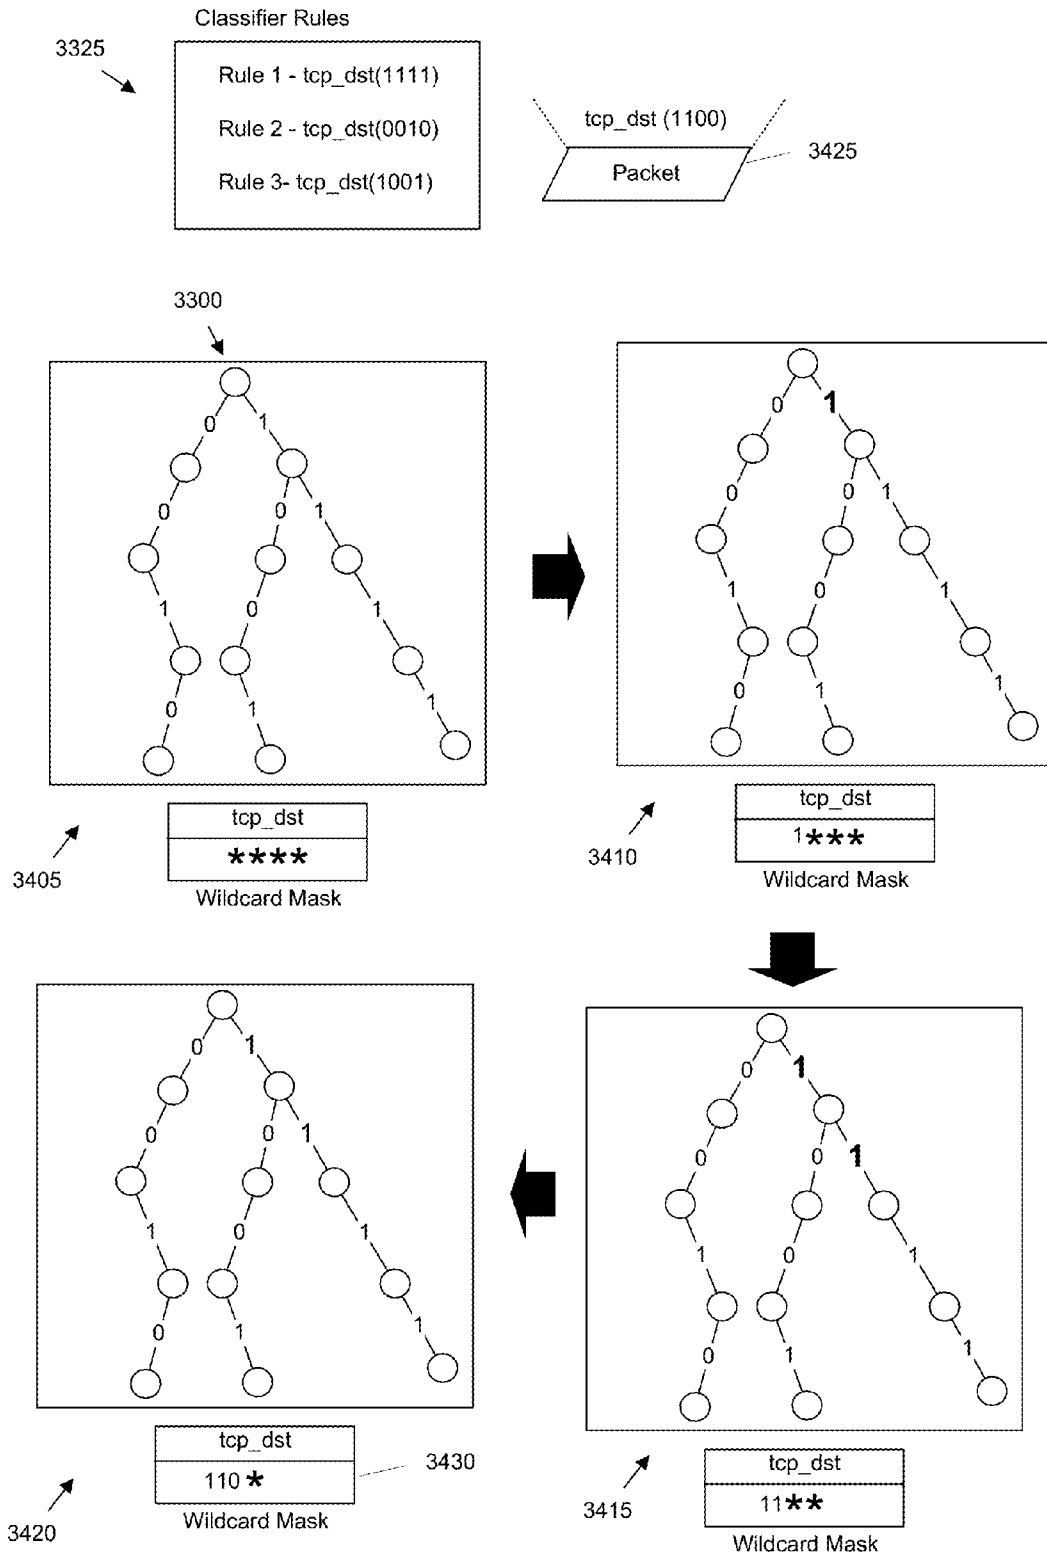 Classifier Rules
3325
Rule 1 - tcp_dst(1111)
Rule 2 - tcp_dst(0010)
Rule 3- tcp_dst(1001)
tcp_dst (1100)
Packet
3425
3300
0 1
0 0 1
1 0 1
0 1 1
tcp_dst
****
Wildcard Mask
3405
0 1
0 0 1
1 0 1
0 1 1
tcp_dst
1***
Wildcard Mask
3410
0 1
0 0 1
1 0 1
0 1 1
tcp_dst
11**
Wildcard Mask
3415
0 1
0 0 1
1 0 1
0 1 1
tcp_dst
110 *
Wildcard Mask
3430
3420